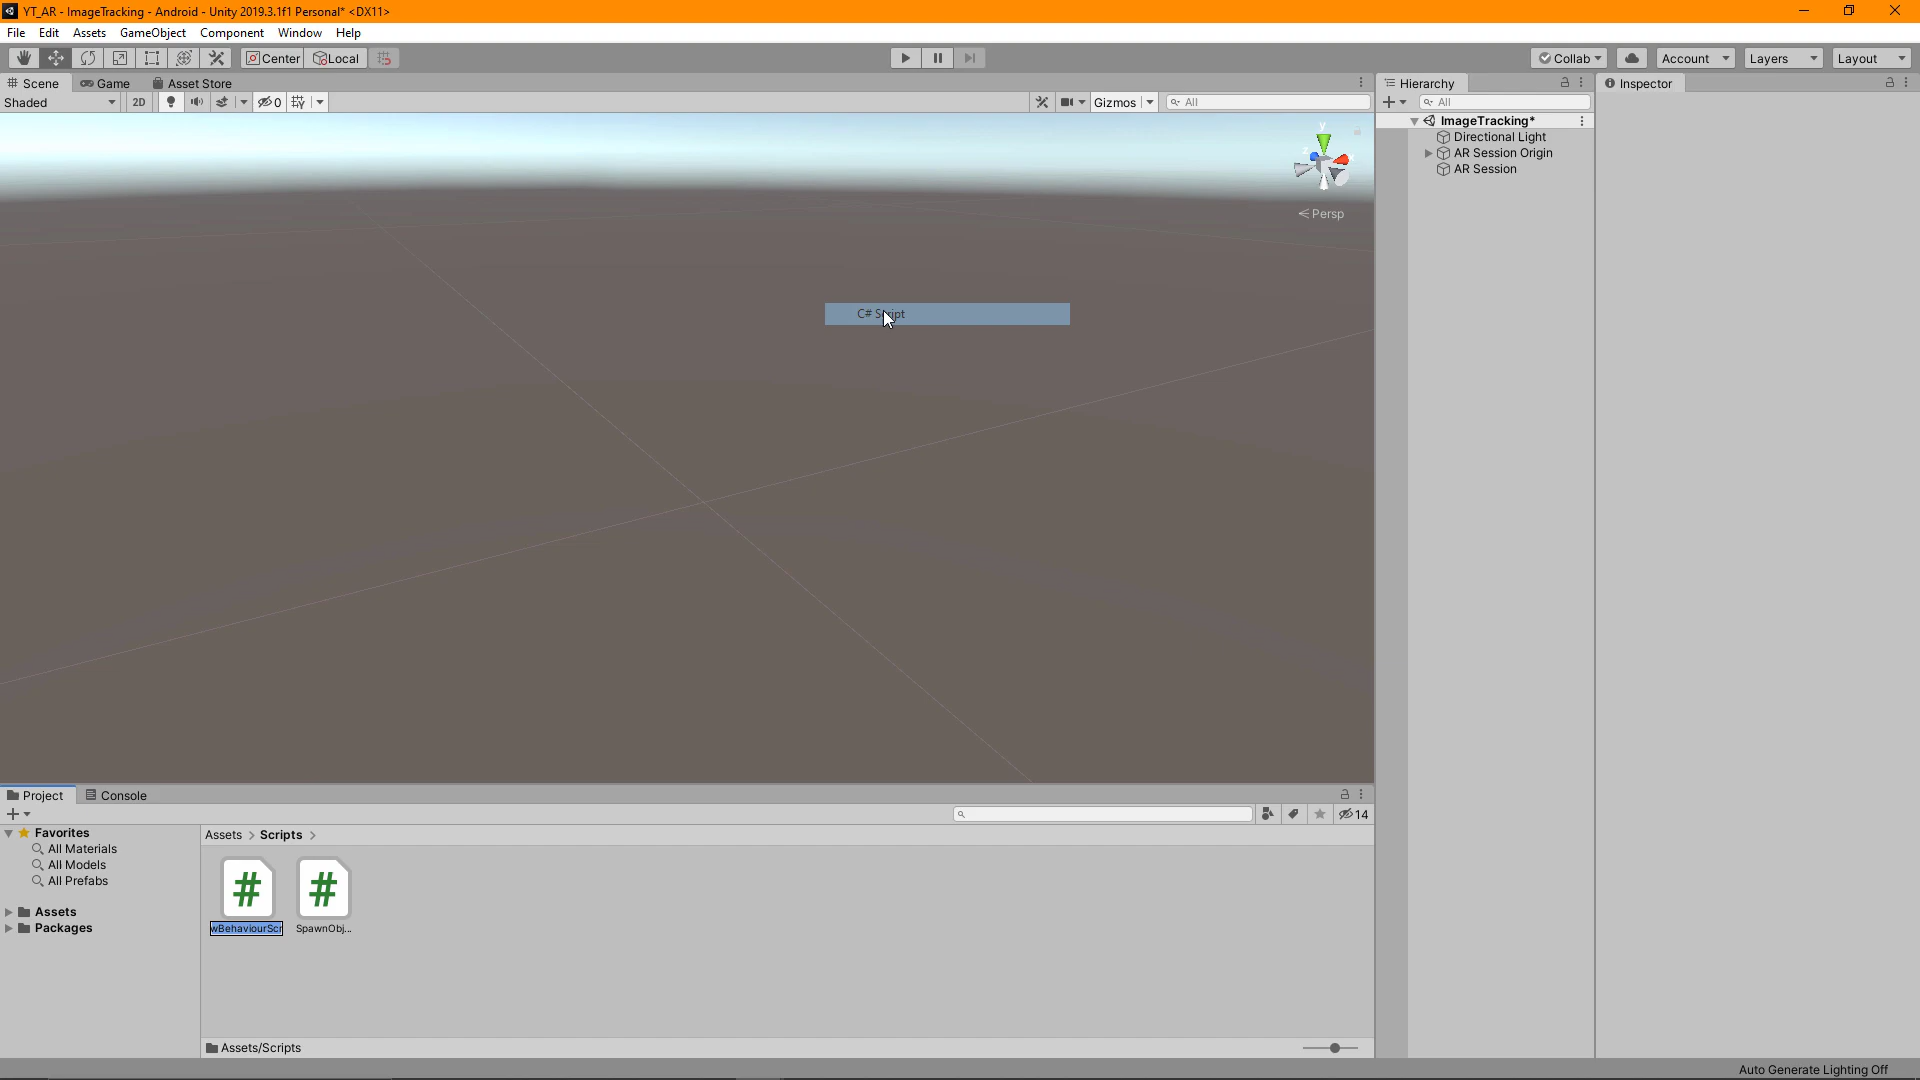 YT_AR - ImageTracking - Android - Unity 2019.3.1f1 Personal* <DX11>
File Edit Assets GameObject Component Window Help
Center Local Collab Account Layers Layout
Scene Game Asset Store Hierarchy Inspector
Shaded 2D 0 Gizmos All All
ImageTracking*
Directional Light
AR Session Origin
AR Session
y
x
z
Persp
C# Script
Project Console
14
Favorites
All Materials
All Models
All Prefabs
Assets
Packages
Assets > Scripts >
#
#
wBehaviourScr SpawnObj...
Assets/Scripts
Auto Generate Lighting Off